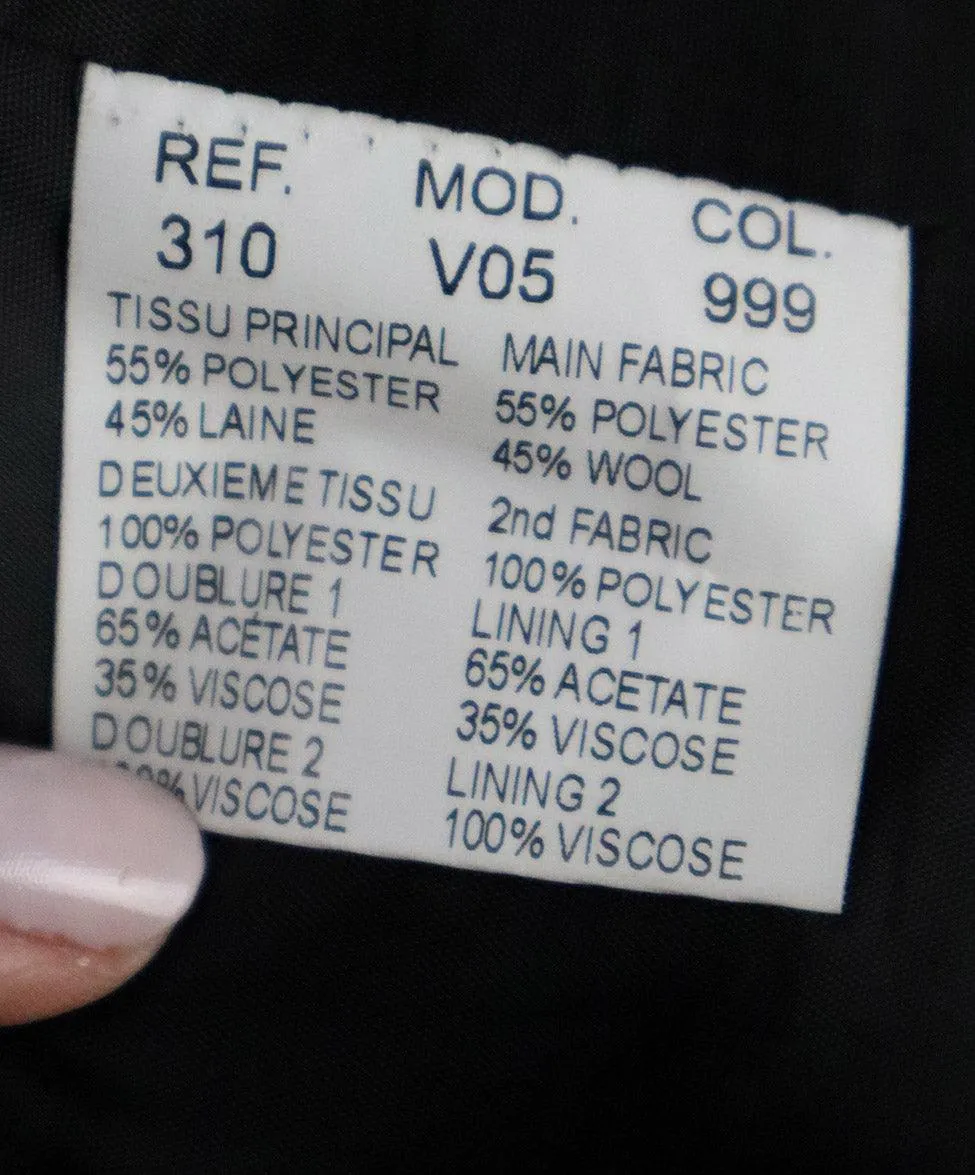 REF. MOD. COL.
310 V05 999
TISSU PRINCIPAL
55% POLYESTER
45% LAINE
DEUXIEME TISSU
100% POLYESTER
DOUBLURE 1
65% ACÉTATE
35% VISCOSE
DOUBLURE 2
VISCOSE
MAIN FABRIC
55% POLYESTER
45% WOOL
2nd FABRIC
100% POLYESTER
LINING 1
65% ACETATE
35% VISCOSE
LINING 2
100% VISCOSE